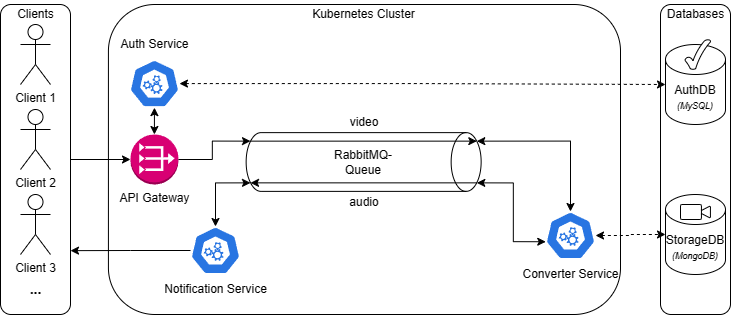 Clients
Kubernetes Cluster
Databases
Auth Service
Client 1
AuthDB
(MySQL)
video
RabbitMQ-
Queue
Client 2
API Gateway
audio
StorageDB
(MongoDB)
Client 3
Notification Service
Converter Service
...